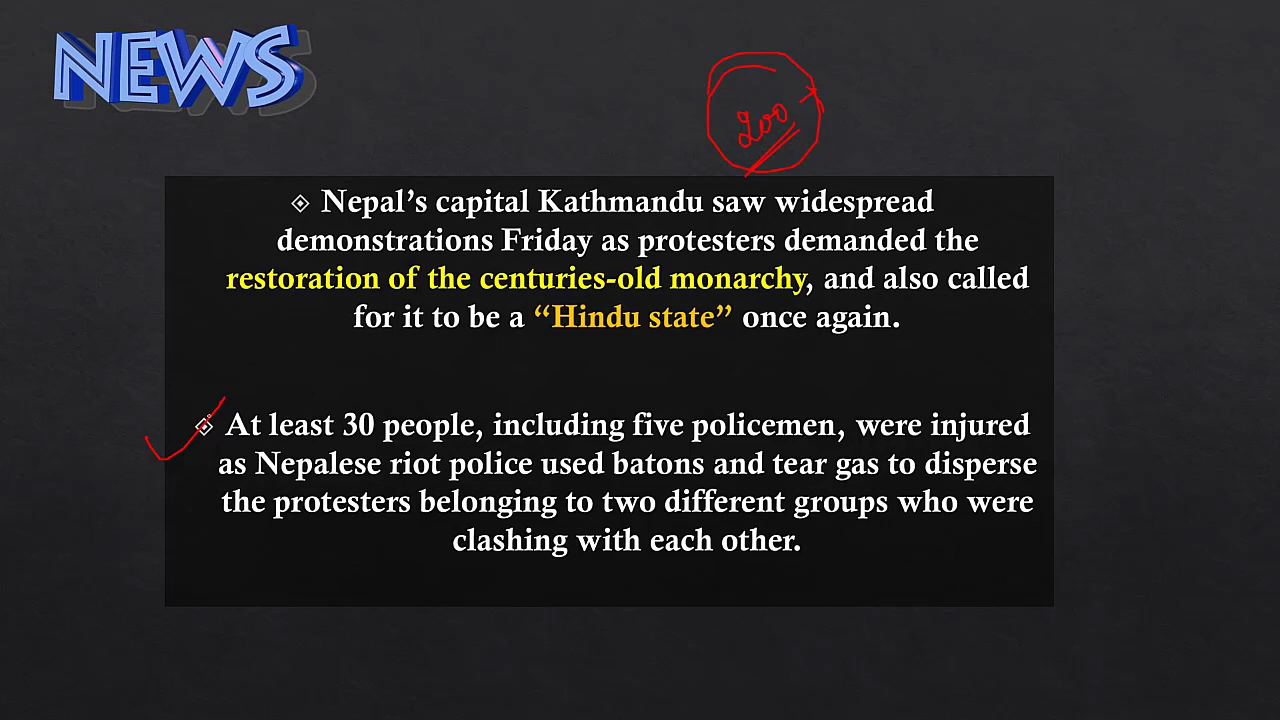 NEWS
200
Nepal’s capital Kathmandu saw widespread
demonstrations Friday as protesters demanded the
restoration of the centuries-old monarchy, and also called
for it to be a “Hindu state” once again.
At least 30 people, including five policemen, were injured
as Nepalese riot police used batons and tear gas to disperse
the protesters belonging to two different groups who were
clashing with each other.